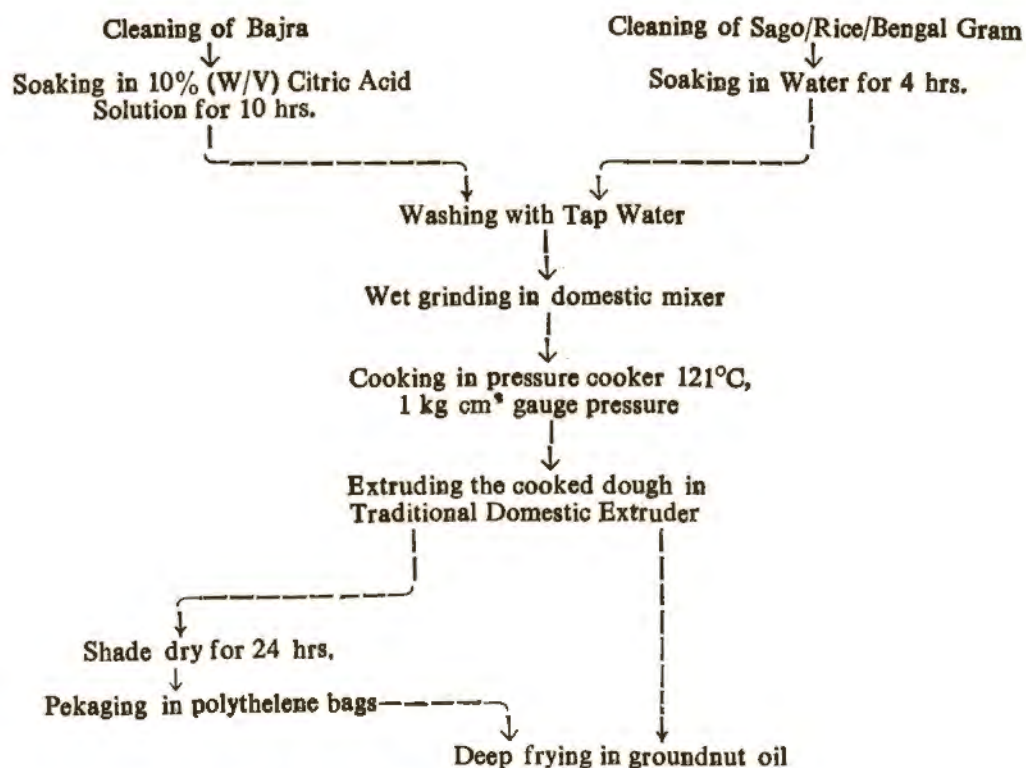 Cleaning of Bajra
Soaking in 10% (W/V) Citric Acid
Solution for 10 hrs.
Cleaning of Sago/Rice/Bengal Gram
Soaking in Water for 4 hrs.
Washing with Tap Water
Wet grinding in domestic mixer
Cooking in pressure cooker 121°C,
1 kg cm² gauge pressure
Extruding the cooked dough in
Traditional Domestic Extruder
Shade dry for 24 hrs,
Pekaging in polythelene bags
Deep frying in groundnut oil